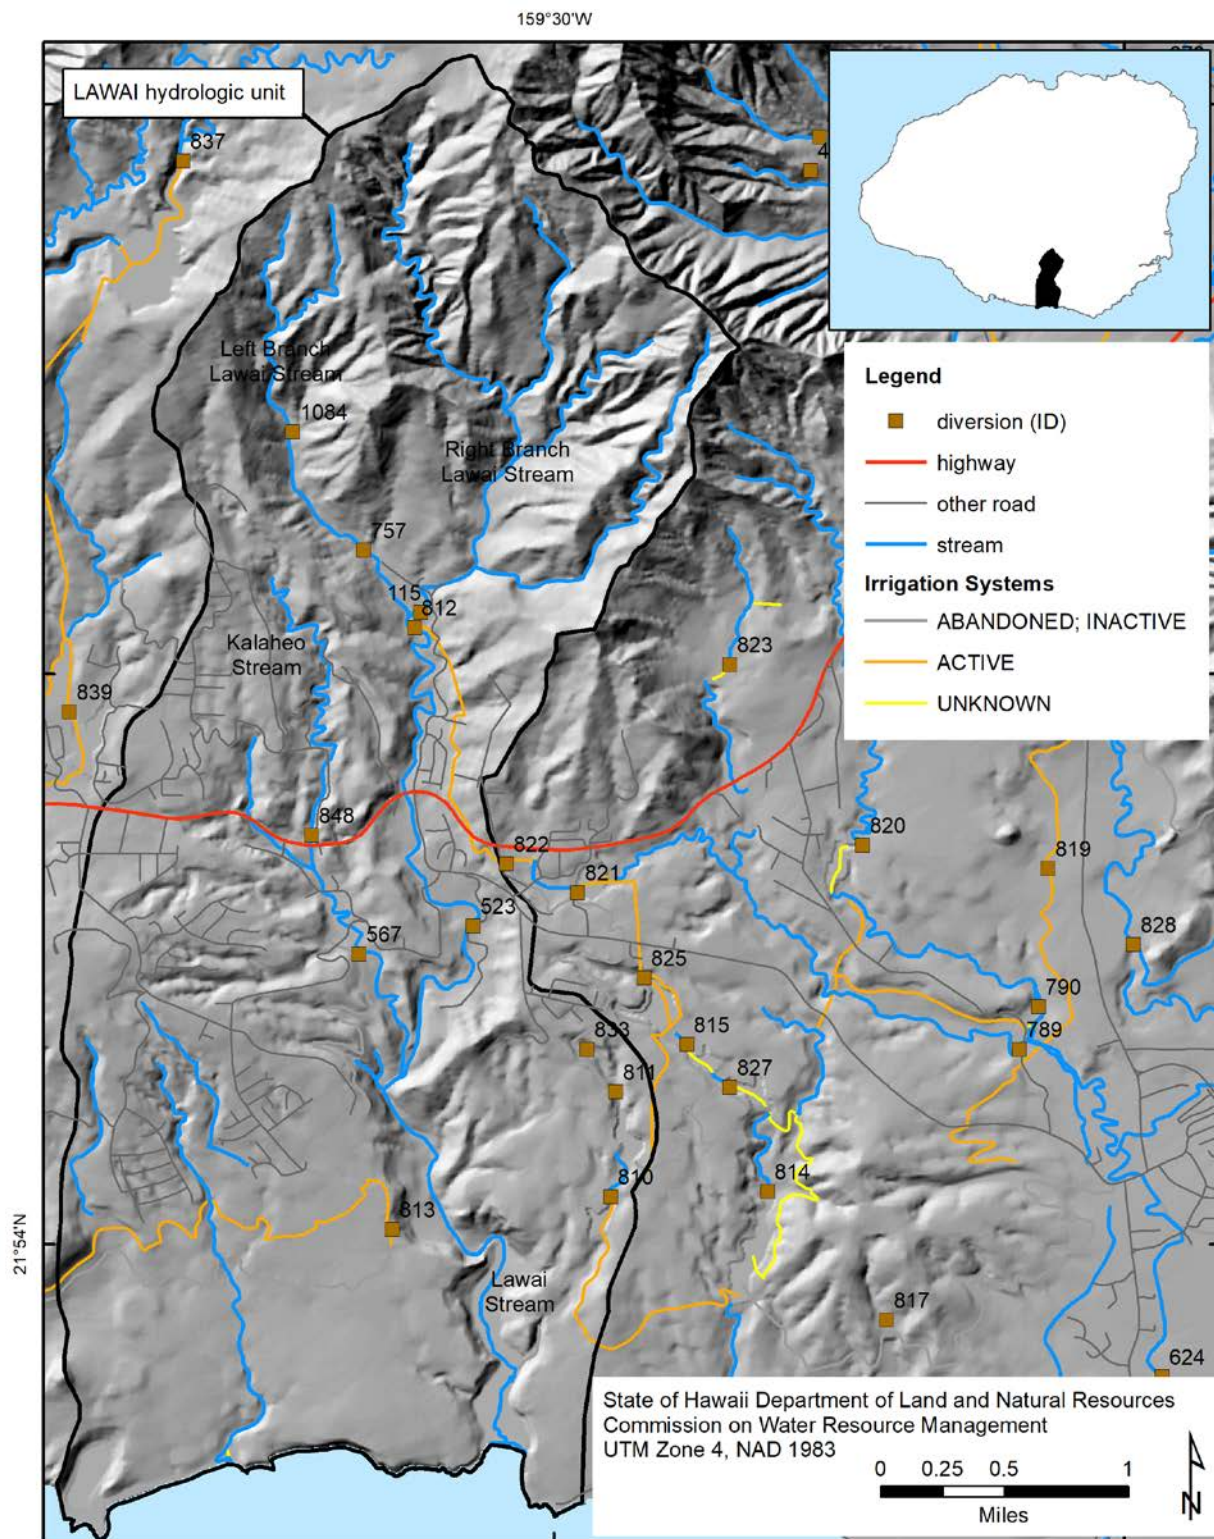 159°30'W
LAWAI hydrologic unit
837
4
Left Branch
Lawai Stream
1084
Right Branch
Lawai Stream
757
115
812
Kalaheo
Stream
823
839
848
822
821
820
819
523
567
828
825
790
833
815
789
811
827
810
814
813
21°54'N
Lawai
Stream
817
624
Legend
diversion (ID)
highway
other road
stream
Irrigation Systems
ABANDONED; INACTIVE
ACTIVE
UNKNOWN
State of Hawaii Department of Land and Natural Resources
Commission on Water Resource Management
UTM Zone 4, NAD 1983
0 0.25 0.5 1
Miles
N